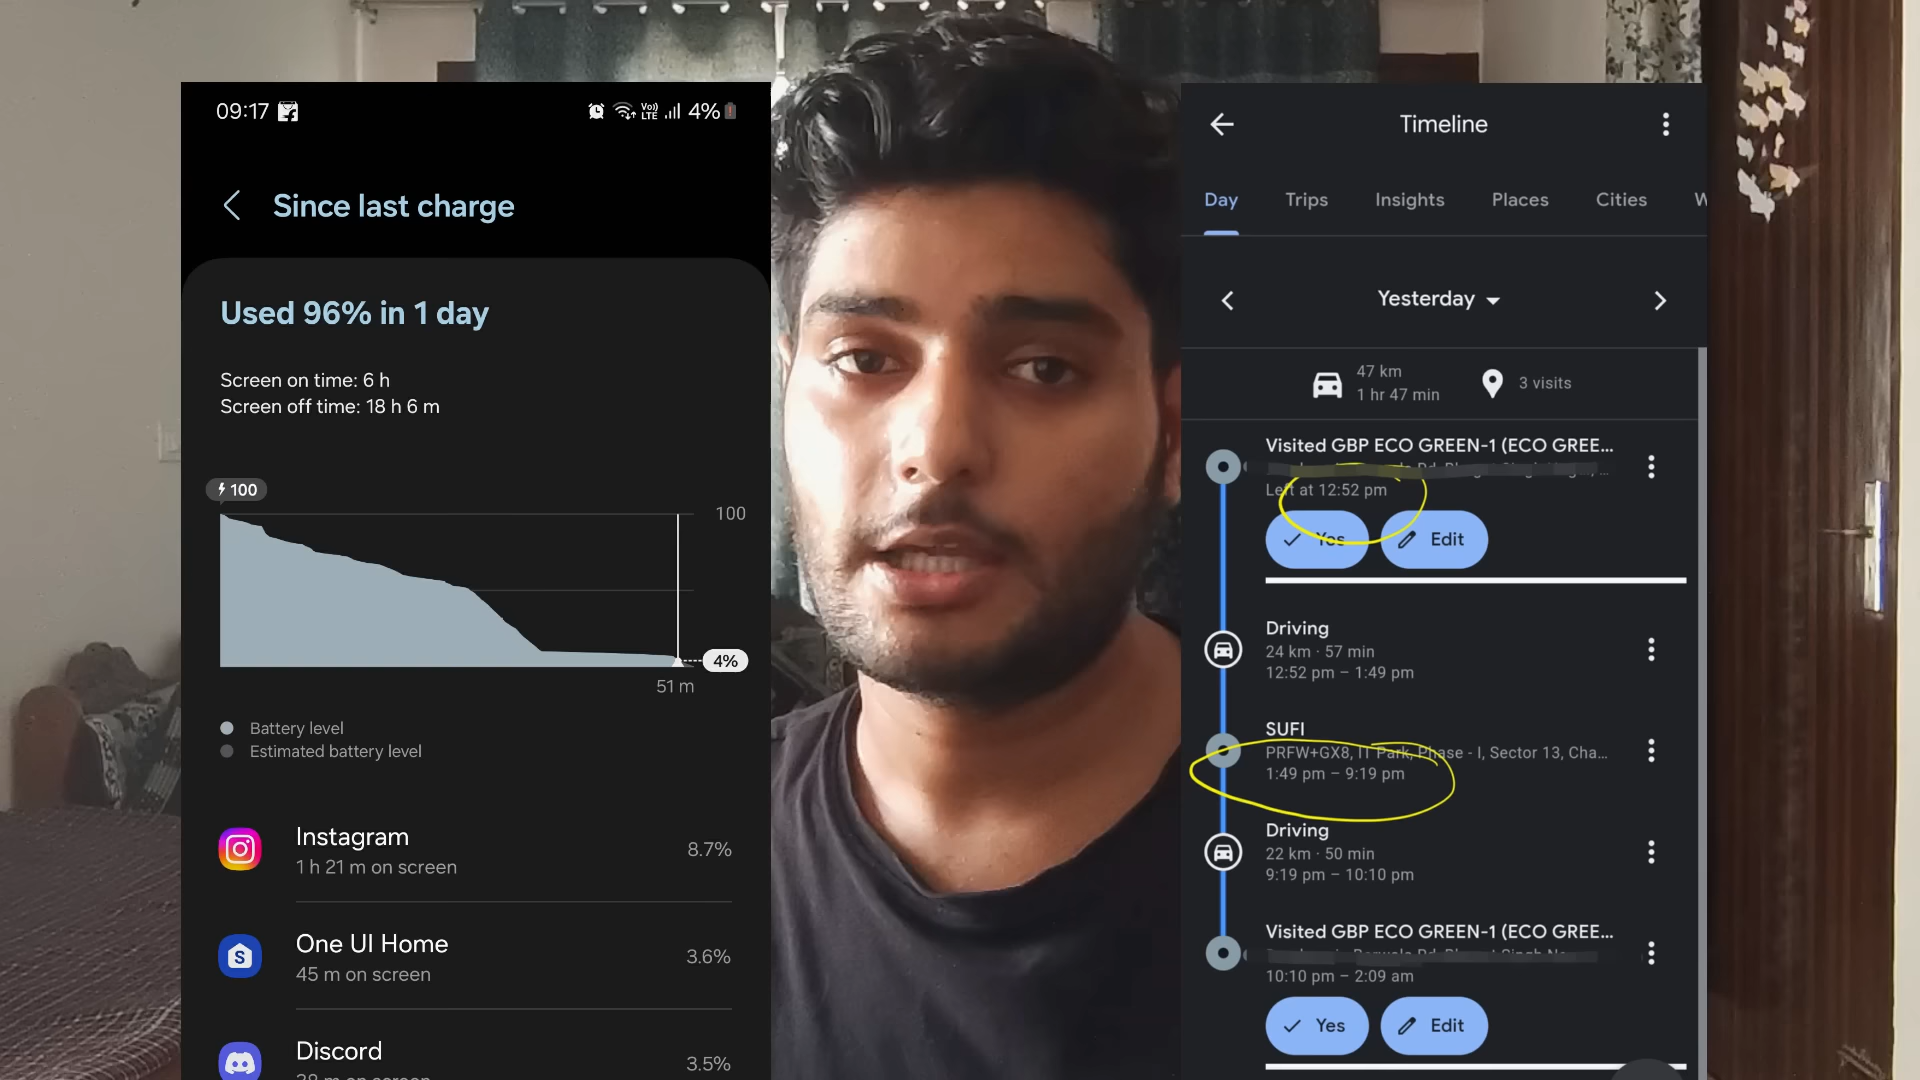 09:17
Vo))
LTE
4%
Since last charge
Used 96% in 1 day
Screen on time: 6 h
Screen off time: 18 h 6 m
100
100
4%
51 m
Battery level
Estimated battery level
Instagram
1 h 21 m on screen
8.7%
One UI Home
45 m on screen
3.6%
Discord
3.5%
Timeline
Day Trips Insights Places Cities W
Yesterday
47 km
1 hr 47 min
3 visits
Visited GBP ECO GREEN-1 (ECO GREE...
Left at 12:52 pm
Yes
Edit
Driving
24 km · 57 min
12:52 pm – 1:49 pm
SUFI
PRFW+GX8, IT Park, Phase - I, Sector 13, Cha...
1:49 pm – 9:19 pm
Driving
22 km · 50 min
9:19 pm – 10:10 pm
Visited GBP ECO GREEN-1 (ECO GREE...
10:10 pm – 2:09 am
Yes
Edit